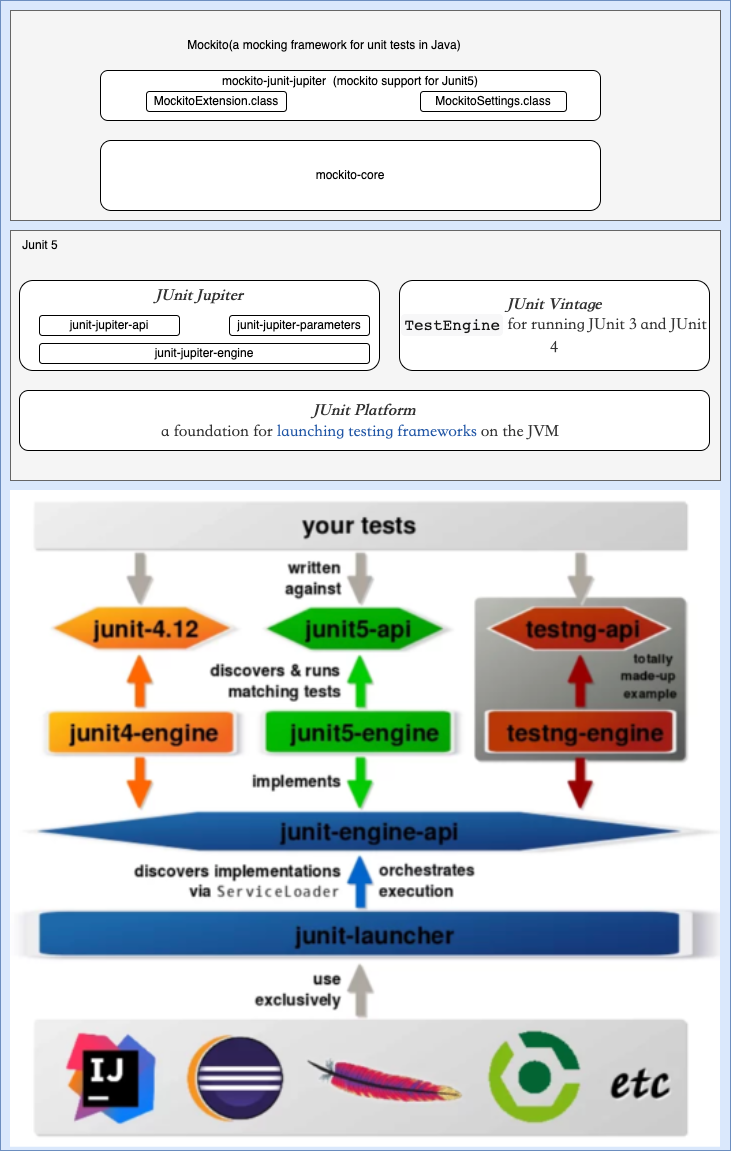 Mockito(a mocking framework for unit tests in Java)
mockito-junit-jupiter (mockito support for Junit5)
MockitoExtension.class
MockitoSettings.class
mockito-core
Junit 5
JUnit Jupiter
junit-jupiter-api
junit-jupiter-parameters
junit-jupiter-engine
JUnit Vintage
TestEngine for running JUnit 3 and JUnit
4
JUnit Platform
a foundation for launching testing frameworks on the JVM
your tests
written
against
junit-4.12
junit5-api
testng-api
discovers & runs
matching tests
totally
made-up
example
junit4-engine
junit5-engine
testng-engine
implements
junit-engine-api
discovers implementations
via ServiceLoader
orchestrates
execution
junit-launcher
use
exclusively
IJ
etc